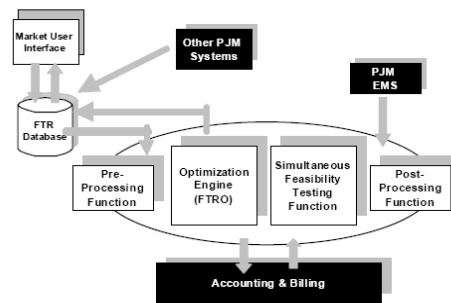 Market User
Interface
Other PJM
Systems
PJM
EMS
FTR
Database
Pre-
Processing
Function
Optimization
Engine
(FTRO)
Simultaneous
Feasibility
Testing
Function
Post-
Processing
Function
Accounting & Billing